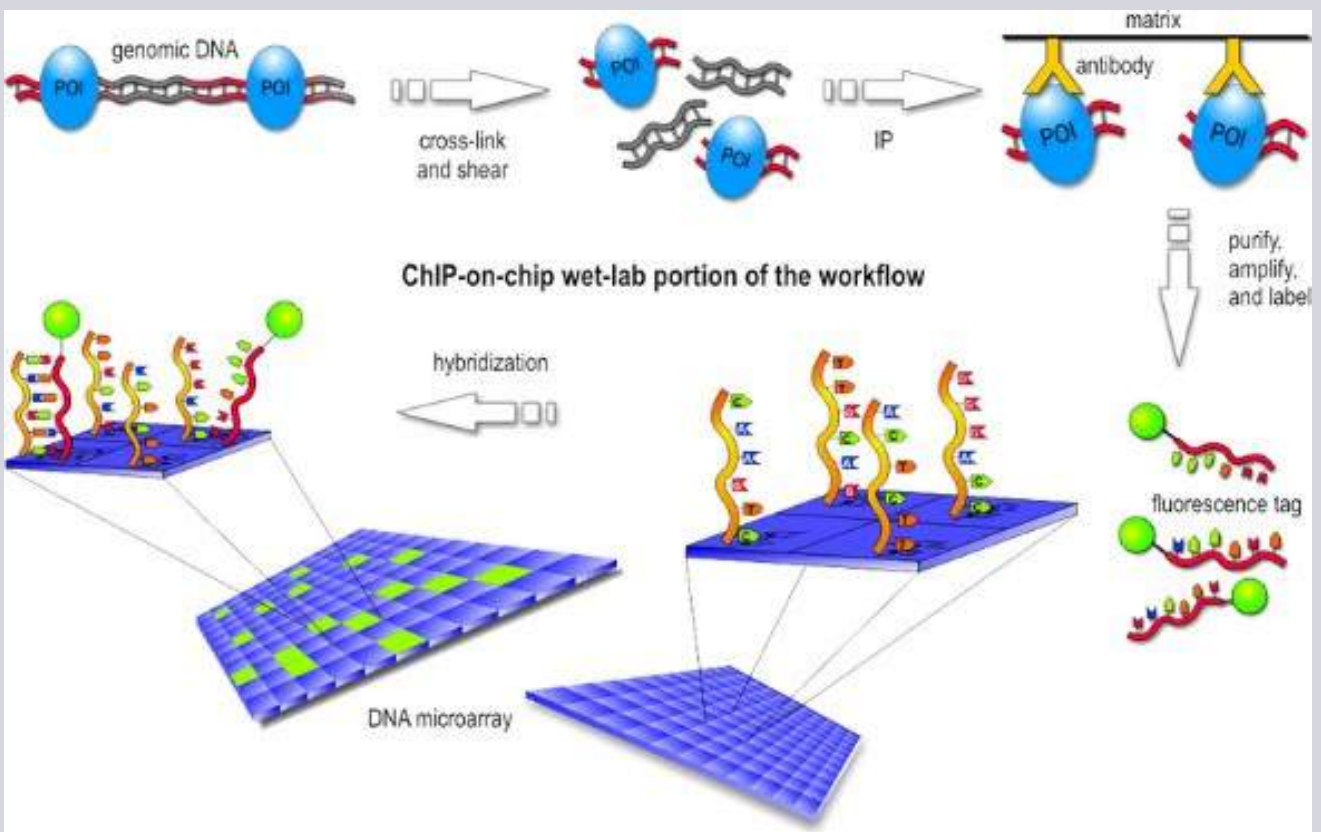 genomic DNA
POI
POI
cross-link
and shear
POI
POI
IP
matrix
antibody
POI
POI
purify,
amplify,
and label
ChIP-on-chip wet-lab portion of the workflow
hybridization
fluorescence tag
DNA microarray